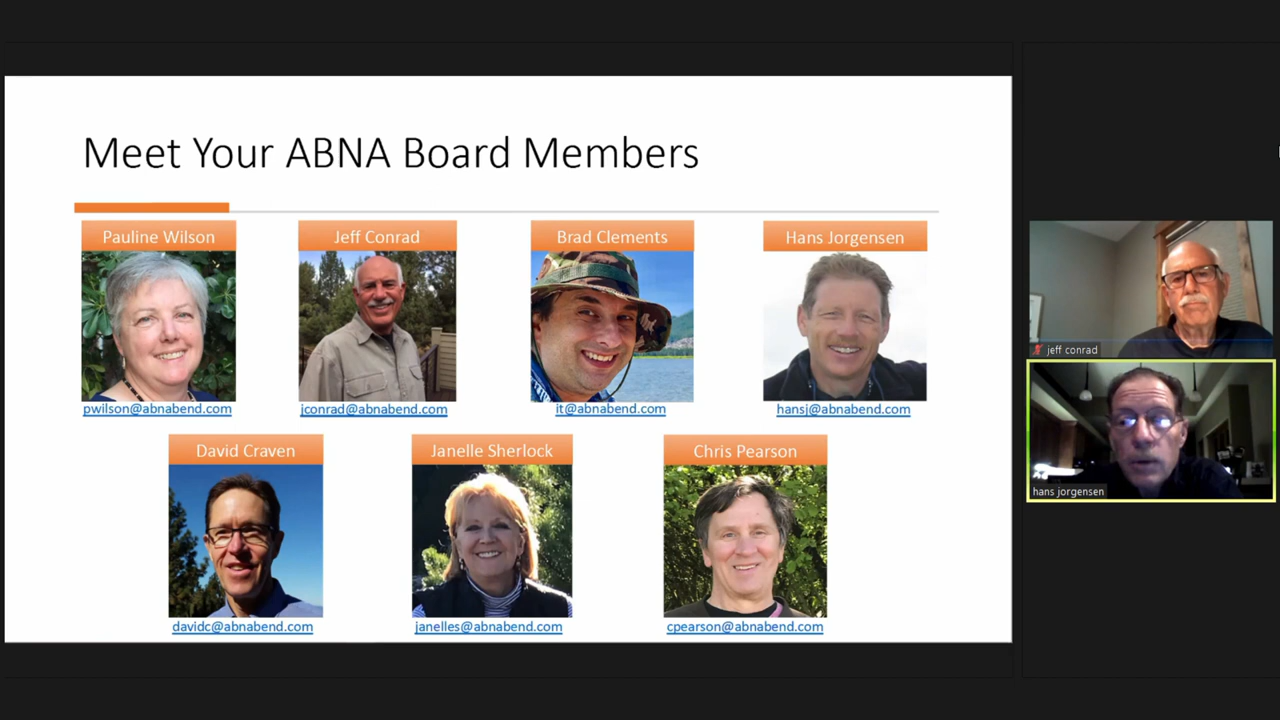 Meet Your ABNA Board Members
Pauline Wilson
Jeff Conrad
Brad Clements
Hans Jorgensen
pwilson@abnabend.com
jconrad@abnabend.com
it@abnabend.com
hansj@abnabend.com
David Craven
Janelle Sherlock
Chris Pearson
davidc@abnabend.com
janelles@abnabend.com
cpearson@abnabend.com
jeff conrad
hans jorgensen